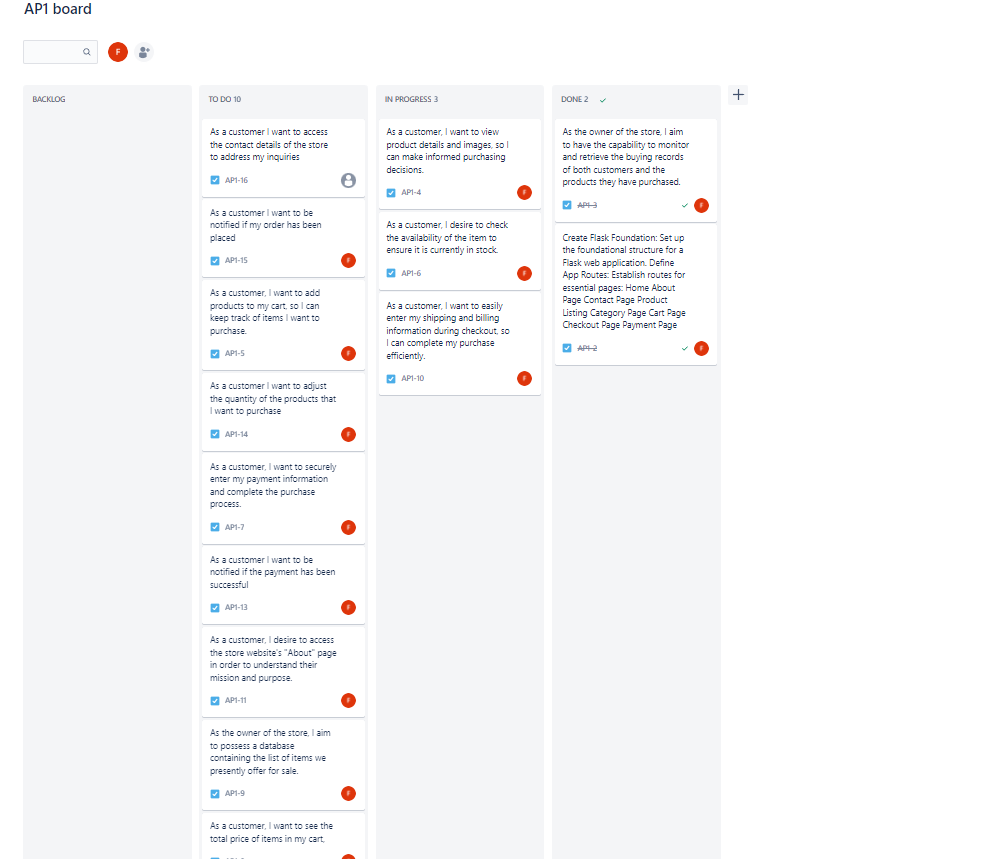 AP1 board
F
BACKLOG
TO DO 10
As a customer I want to access
the contact details of the store
to address my inquiries
AP1-16
As a customer I want to be
notified if my order has been
placed
AP1-15
F
As a customer, I want to add
products to my cart, so I can
keep track of items I want to
purchase.
AP1-5
F
As a customer I want to adjust
the quantity of the products that
I want to purchase
AP1-14
F
As a customer, I want to securely
enter my payment information
and complete the purchase
process.
AP1-7
F
As a customer I want to be
notified if the payment has been
successful
AP1-13
F
As a customer, I desire to access
the store website's "About" page
in order to understand their
mission and purpose.
AP1-11
F
As the owner of the store, I aim
to possess a database
containing the list of items we
presently offer for sale.
AP1-9
F
As a customer, I want to see the
total price of items in my cart,
IN PROGRESS 3
As a customer, I want to view
product details and images, so I
can make informed purchasing
decisions.
AP1-4
F
As a customer, I desire to check
the availability of the item to
ensure it is currently in stock.
AP1-6
F
As a customer, I want to easily
enter my shipping and billing
information during checkout, so
I can complete my purchase
efficiently.
AP1-10
F
DONE 2
As the owner of the store, I aim
to have the capability to monitor
and retrieve the buying records
of both customers and the
products they have purchased.
AP1-3
F
Create Flask Foundation: Set up
the foundational structure for a
Flask web application. Define
App Routes: Establish routes for
essential pages: Home About
Page Contact Page Product
Listing Category Page Cart Page
Checkout Page Payment Page
AP1-2
F